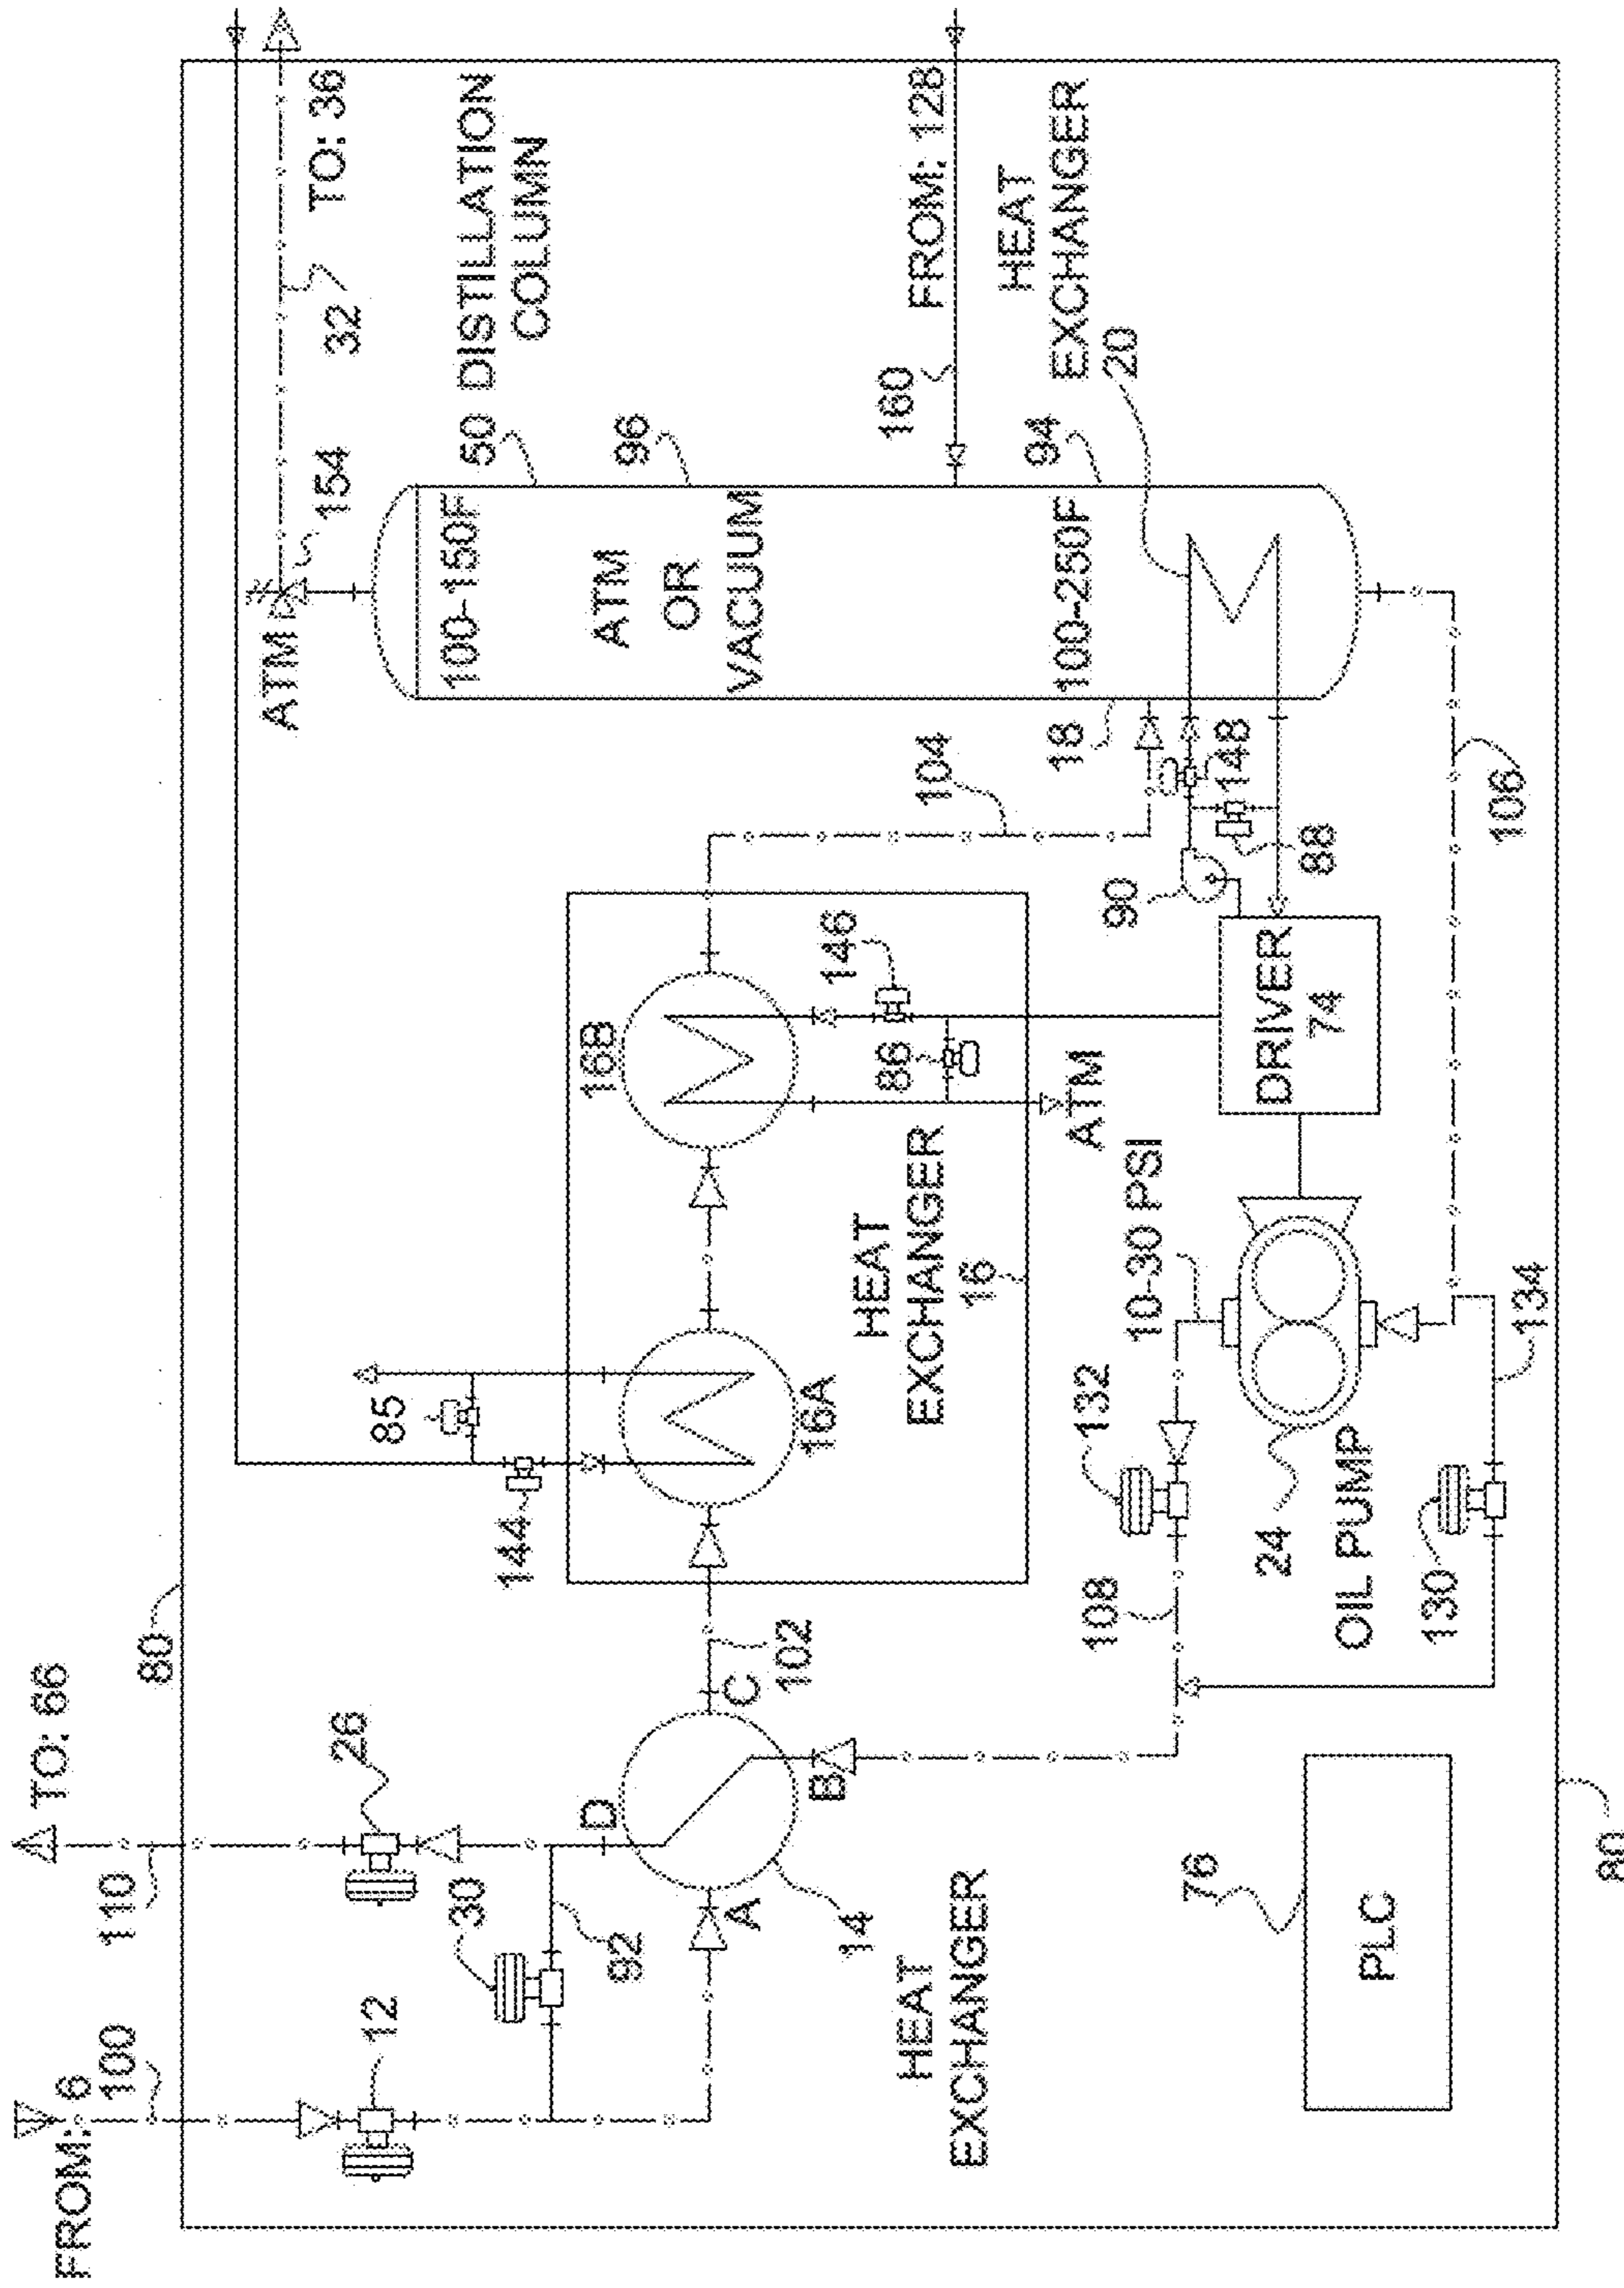 FROM: 6
100
110
TO: 66
80
12
30
92
26
D
A
B
C
14
HEAT
EXCHANGER
102
144
85
16A
16B
HEAT
EXCHANGER
16
146
86
ATM
104
ATM
154
32
TO: 36
50 DISTILLATION
COLUMN
100-150F
96
ATM
OR
VACUUM
160
FROM: 128
HEAT
EXCHANGER
20
94
100-250F
18
148
88
90
DRIVER
74
106
10-30 PSI
132
108
24
OIL PUMP
130
134
76
PLC
80